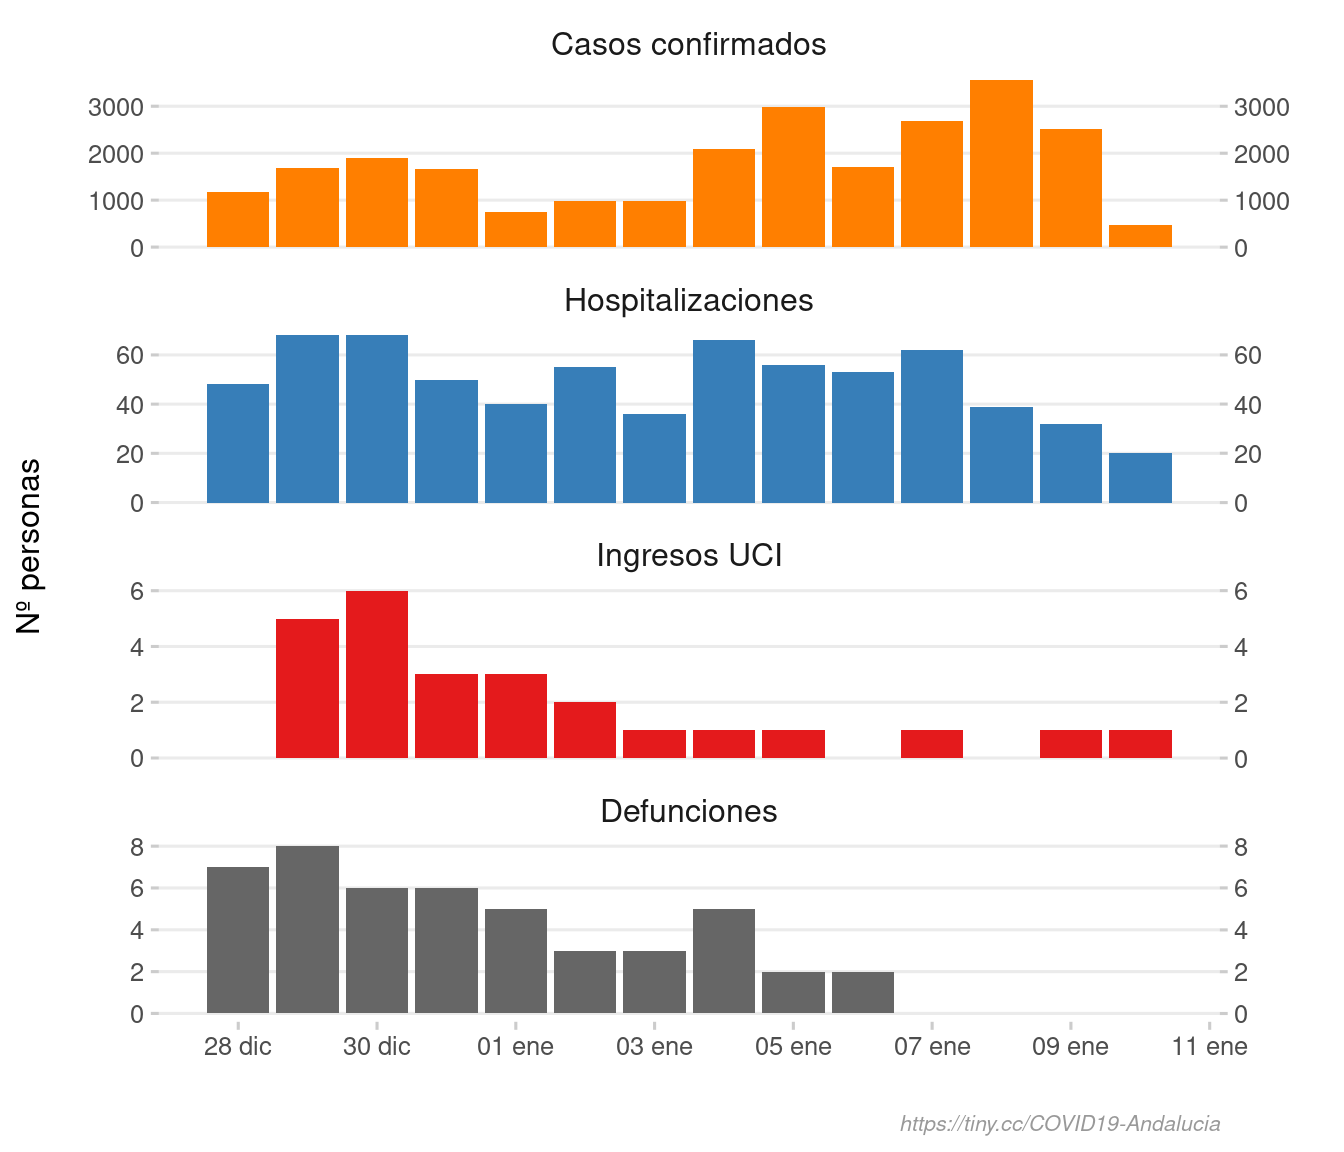 Casos confirmados
3000 3000
2000 2000
1000 1000
0 0
Hospitalizaciones
60 60
40 40
20 20
0 0
Nº personas
Ingresos UCI
6 6
4 4
2 2
0 0
Defunciones
8 8
6 6
4 4
2 2
0 0
28 dic 30 dic 01 ene 03 ene 05 ene 07 ene 09 ene 11 ene
https://tiny.cc/COVID19-Andalucia